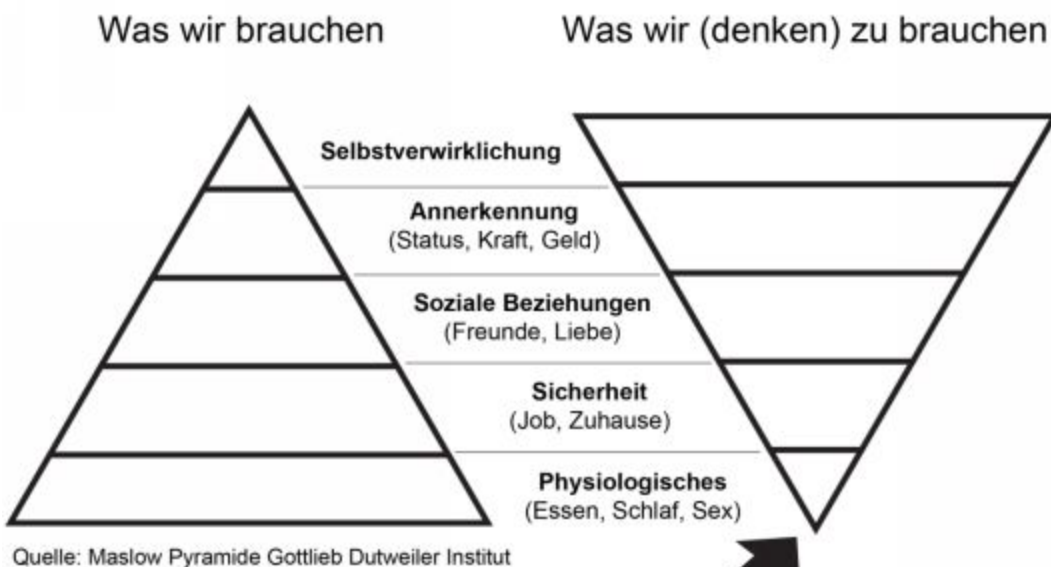 Was wir brauchen
Was wir (denken) zu brauchen
Selbstverwirklichung
Annerkennung
(Status, Kraft, Geld)
Soziale Beziehungen
(Freunde, Liebe)
Sicherheit
(Job, Zuhause)
Physiologisches
(Essen, Schlaf, Sex)
Quelle: Maslow Pyramide Gottlieb Dutweiler Institut